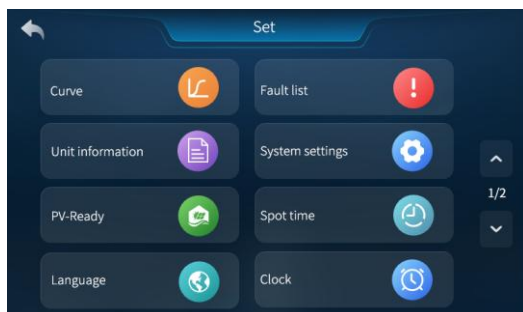 Set
Curve
Fault list
Unit information
System settings
1/2
PV-Ready
Spot time
Language
Clock